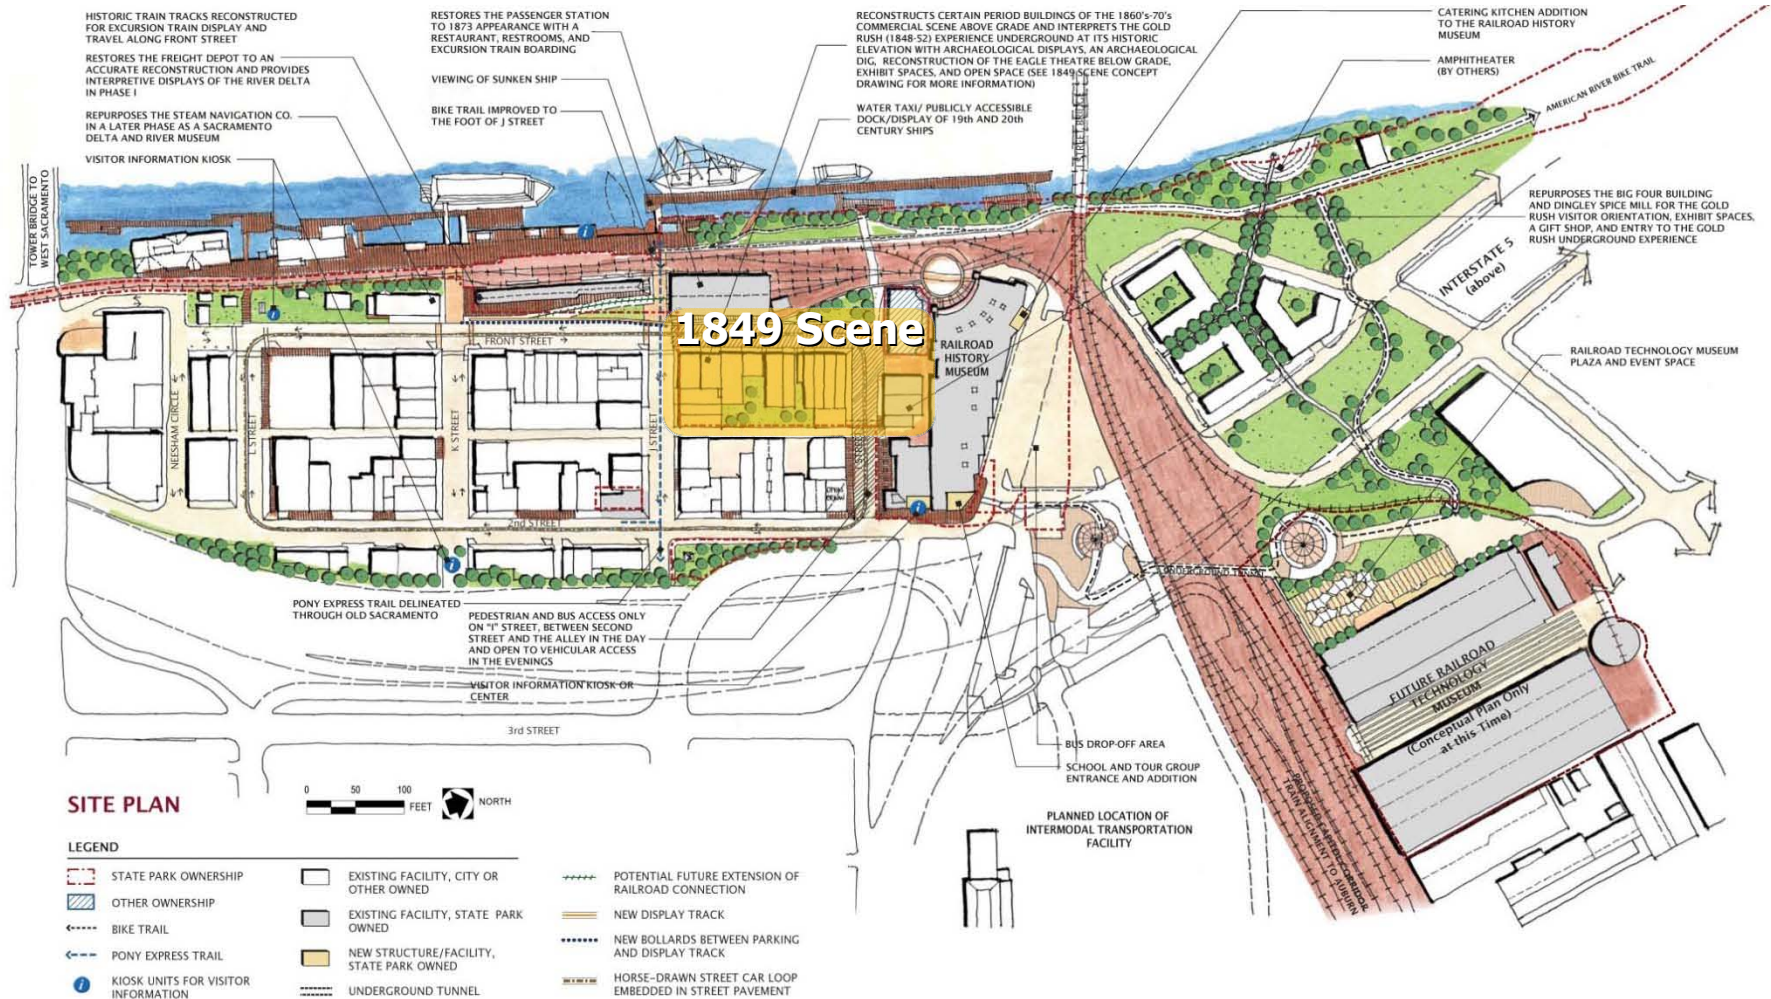 HISTORIC TRAIN TRACKS RECONSTRUCTED
FOR EXCURSION TRAIN DISPLAY AND
TRAVEL ALONG FRONT STREET
RESTORES THE FREIGHT DEPOT TO AN
ACCURATE RECONSTRUCTION AND PROVIDES
INTERPRETIVE DISPLAYS OF THE RIVER DELTA
IN PHASE I
REPURPOSES THE STEAM NAVIGATION CO.
IN A LATER PHASE AS A SACRAMENTO
DELTA AND RIVER MUSEUM
VISITOR INFORMATION KIOSK
RESTORES THE PASSENGER STATION
TO 1873 APPEARANCE WITH A
RESTAURANT, RESTROOMS, AND
EXCURSION TRAIN BOARDING
VIEWING OF SUNKEN SHIP
BIKE TRAIL IMPROVED TO
THE FOOT OF J STREET
RECONSTRUCTS CERTAIN PERIOD BUILDINGS OF THE 1860's-70's
COMMERCIAL SCENE ABOVE GRADE AND INTERPRETS THE GOLD
RUSH (1848-52) EXPERIENCE UNDERGROUND AT ITS HISTORIC
ELEVATION WITH ARCHAEOLOGICAL DISPLAYS, AN ARCHAEOLOGICAL
DIG, RECONSTRUCTION OF THE EAGLE THEATRE BELOW GRADE,
EXHIBIT SPACES, AND OPEN SPACE (SEE 1849 SCENE CONCEPT
DRAWING FOR MORE INFORMATION)
WATER TAXI/ PUBLICLY ACCESSIBLE
DOCK/DISPLAY OF 19th AND 20th
CENTURY SHIPS
CATERING KITCHEN ADDITION
TO THE RAILROAD HISTORY
MUSEUM
AMPHITHEATER
(BY OTHERS)
AMERICAN RIVER BIKE TRAIL
REPURPOSES THE BIG FOUR BUILDING
AND DINGLEY SPICE MILL FOR THE GOLD
RUSH VISITOR ORIENTATION, EXHIBIT SPACES,
A GIFT SHOP, AND ENTRY TO THE GOLD
RUSH UNDERGROUND EXPERIENCE
TOWER BRIDGE TO
WEST SACRAMENTO
INTERSTATE 5
(above)
1849 Scene
FRONT STREET
RAILROAD
HISTORY
MUSEUM
RAILROAD TECHNOLOGY MUSEUM
PLAZA AND EVENT SPACE
NEESHAM CIRCLE
L STREET
K STREET
J STREET
2nd STREET
PONY EXPRESS TRAIL DELINEATED
THROUGH OLD SACRAMENTO
PEDESTRIAN AND BUS ACCESS ONLY
ON "I" STREET, BETWEEN SECOND
STREET AND THE ALLEY IN THE DAY
AND OPEN TO VEHICULAR ACCESS
IN THE EVENINGS
VISITOR INFORMATION KIOSK OR
CENTER
3rd STREET
FUTURE RAILROAD
TECHNOLOGY
MUSEUM
(Conceptual Plan Only
at this Time)
BUS DROP-OFF AREA
SCHOOL AND TOUR GROUP
ENTRANCE AND ADDITION
PLANNED LOCATION OF
INTERMODAL TRANSPORTATION
FACILITY
PROPOSED CAPITOL CORRIDOR
TRAIN ALIGNMENT TO AUBURN
SITE PLAN
0 50 100
FEET
NORTH
LEGEND
STATE PARK OWNERSHIP
OTHER OWNERSHIP
BIKE TRAIL
PONY EXPRESS TRAIL
KIOSK UNITS FOR VISITOR
INFORMATION
EXISTING FACILITY, CITY OR
OTHER OWNED
EXISTING FACILITY, STATE PARK
OWNED
NEW STRUCTURE/FACILITY,
STATE PARK OWNED
UNDERGROUND TUNNEL
POTENTIAL FUTURE EXTENSION OF
RAILROAD CONNECTION
NEW DISPLAY TRACK
NEW BOLLARDS BETWEEN PARKING
AND DISPLAY TRACK
HORSE-DRAWN STREET CAR LOOP
EMBEDDED IN STREET PAVEMENT